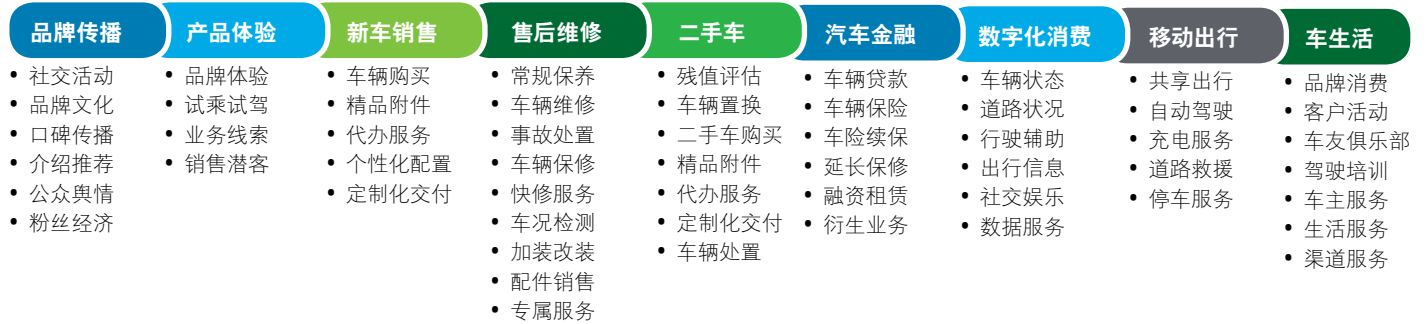 品牌传播
• 社交活动
• 品牌文化
• 口碑传播
• 介绍推荐
• 公众舆情
• 粉丝经济
产品体验
• 品牌体验
• 试乘试驾
• 业务线索
• 销售潜客
新车销售
• 车辆购买
• 精品附件
• 代办服务
• 个性化配置
• 定制化交付
售后维修
• 常规保养
• 车辆维修
• 事故处置
• 车辆保修
• 快修服务
• 车况检测
• 加装改装
• 配件销售
• 专属服务
二手车
• 残值评估
• 车辆置换
• 二手车购买
• 精品附件
• 代办服务
• 定制化交付
• 车辆处置
汽车金融
• 车辆贷款
• 车辆保险
• 车险续保
• 延长保修
• 融资租赁
• 衍生业务
数字化消费
• 车辆状态
• 道路状况
• 行驶辅助
• 出行信息
• 社交娱乐
• 数据服务
移动出行
• 共享出行
• 自动驾驶
• 充电服务
• 道路救援
• 停车服务
车生活
• 品牌消费
• 客户活动
• 车友俱乐部
• 驾驶培训
• 车主服务
• 生活服务
• 渠道服务